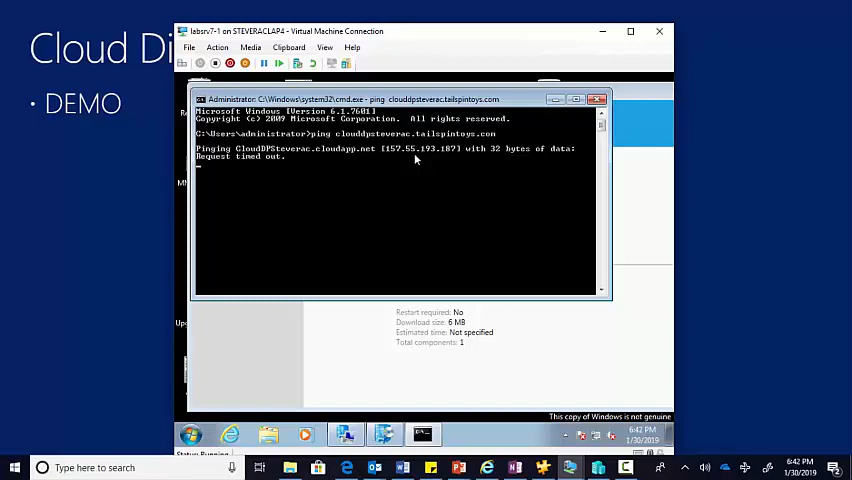 Cloud Di
• DEMO
labsrv7-1 on STEVERACLAP4 - Virtual Machine Connection
File Action Media Clipboard View Help
Administrator: C:\Windows\system32\cmd.exe - ping clouddpsteverac.tailspintoys.com
Microsoft Windows [Version 6.1.7601]
Copyright (c) 2009 Microsoft Corporation. All rights reserved.
C:\Users\administrator>ping clouddpsteverac.tailspintoys.com
Pinging CloudDPSteverac.cloudapp.net [157.55.193.187] with 32 bytes of data:
Request timed out.
Restart required: No
Download size: 6 MB
Estimated time: Not specified
Total components: 1
This copy of Windows is not genuine
6:42 PM
1/30/2019
Status: Running
Type here to search
6:42 PM
1/30/2019
2